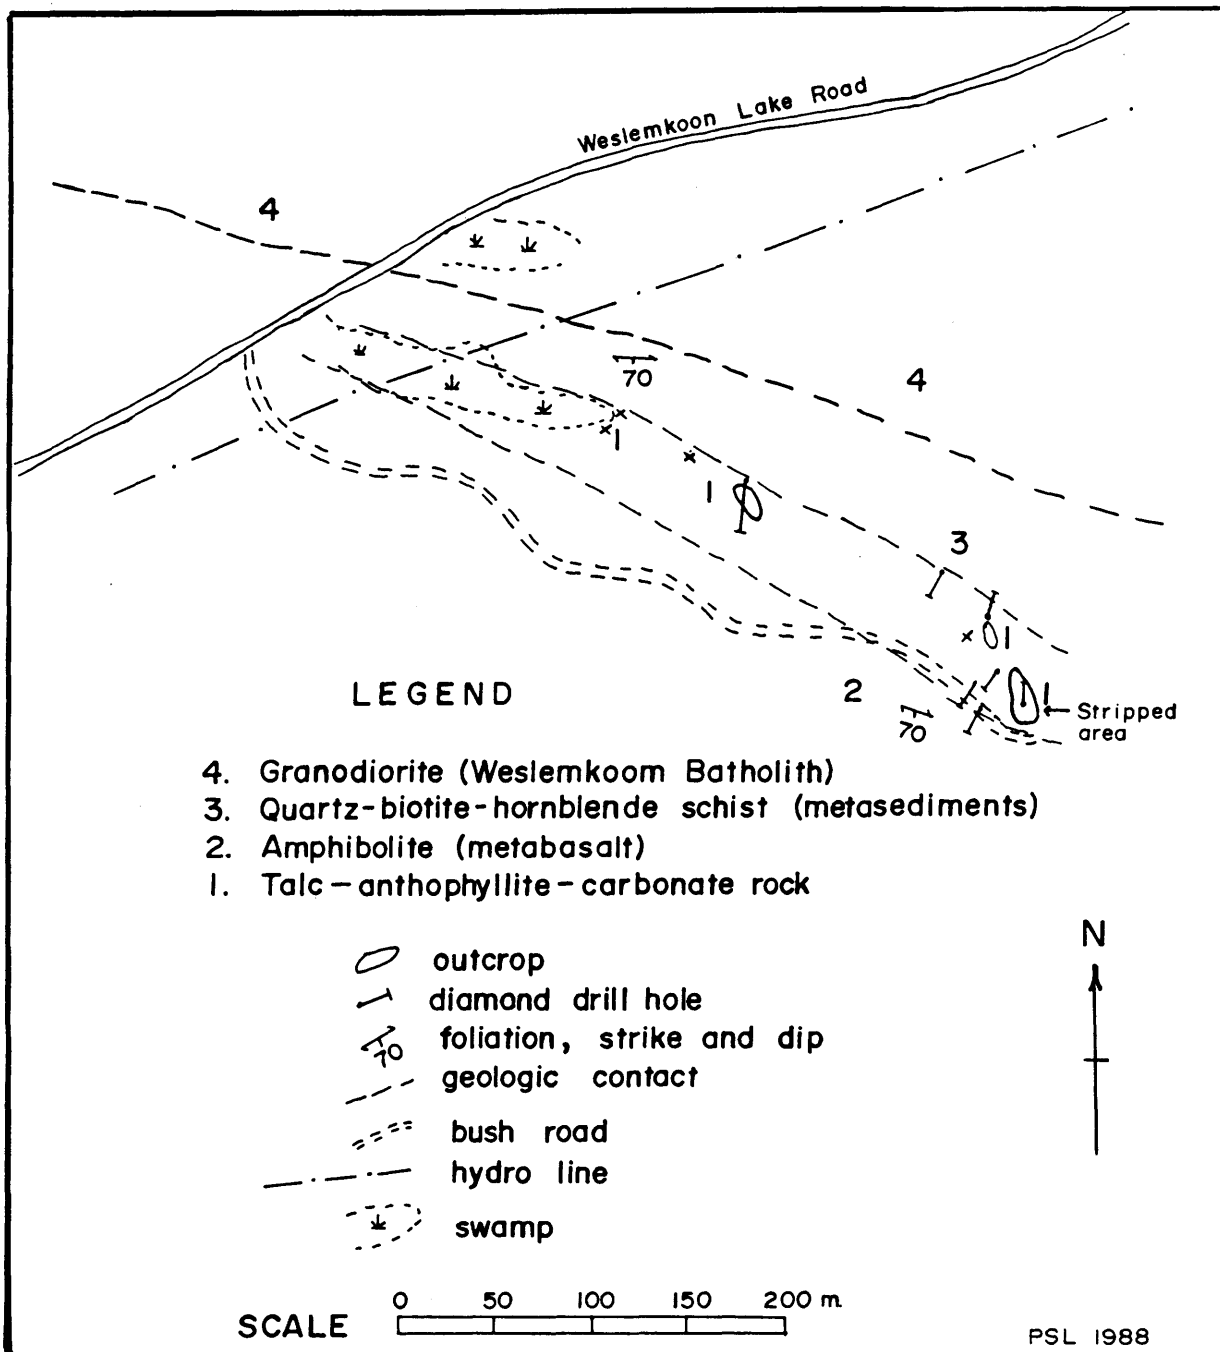 Weslemkoon Lake Road
4
70
4
1
1
3
1
2
70
1
Stripped
area
LEGEND
4. Granodiorite (Weslemkoom Batholith)
3. Quartz-biotite-hornblende schist (metasediments)
2. Amphibolite (metabasalt)
1. Talc-anthophyllite-carbonate rock
N
outcrop
diamond drill hole
70 foliation, strike and dip
geologic contact
bush road
hydro line
swamp
0 50 100 150 200 m
SCALE
PSL 1988